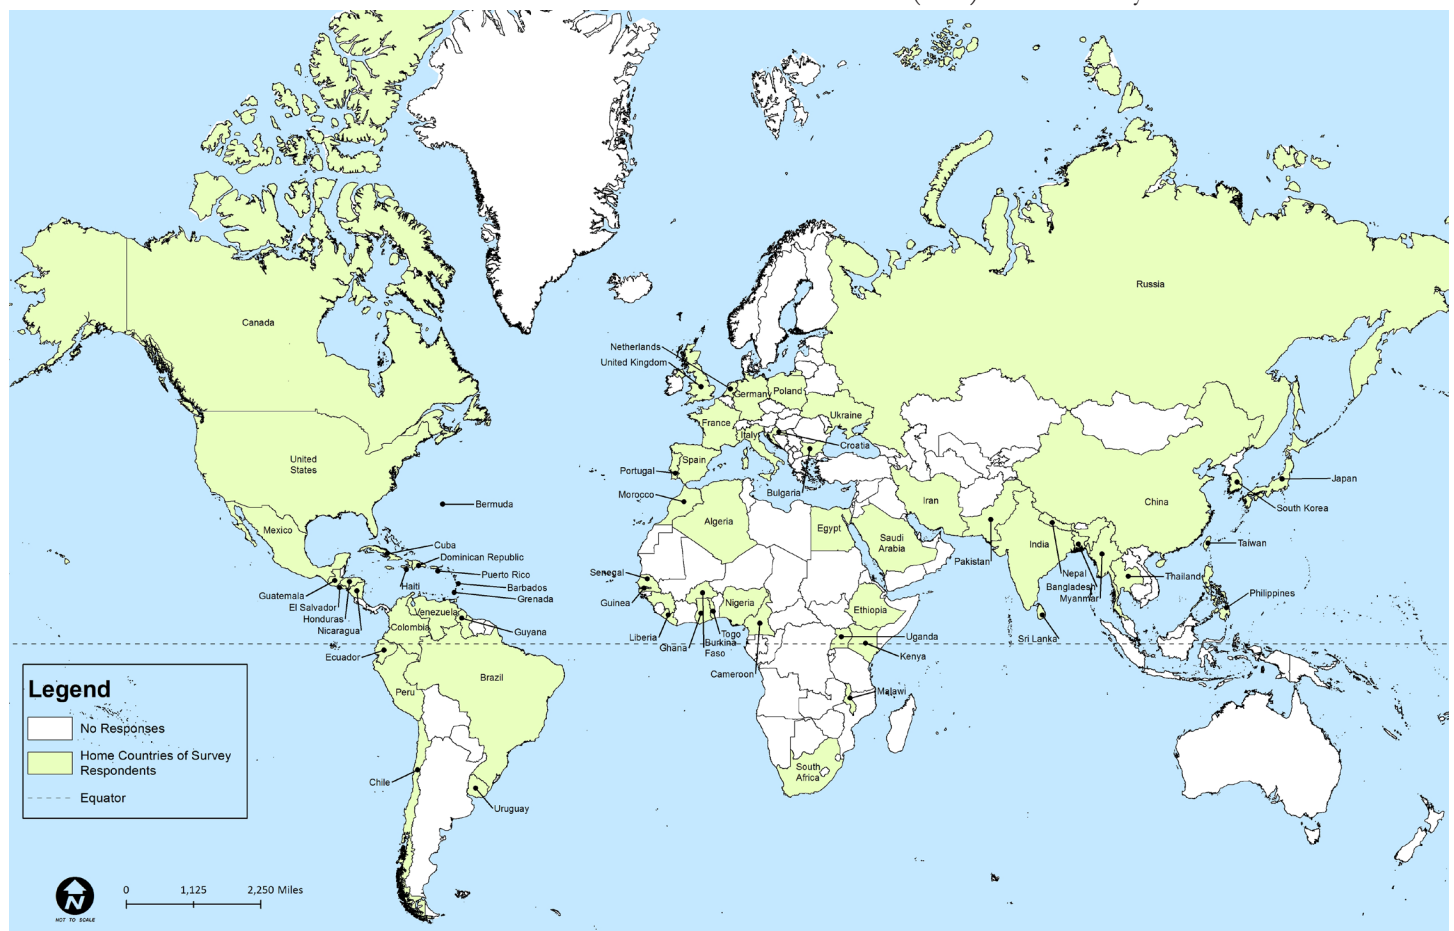 Canada
Russia
Netherlands
United Kingdom
Germany
Poland
Ukraine
France
Italy
Croatia
United
States
Spain
Portugal
Bulgaria
Japan
Morocco
Iran
China
South Korea
Bermuda
Mexico
Algeria
Egypt
Saudi
Arabia
Pakistan
India
Taiwan
Cuba
Dominican Republic
Puerto Rico
Haiti
Barbados
Grenada
Senegal
Guinea
Nigeria
Ethiopia
Nepal
Bangladesh
Myanmar
Thailand
Philippines
Guatemala
El Salvador
Honduras
Nicaragua
Venezuela
Colombia
Guyana
Liberia
Ghana
Togo
Burkina
Faso
Cameroon
Uganda
Kenya
Sri Lanka
Ecuador
Brazil
Peru
Malawi
South
Africa
Chile
Uruguay
Legend
No Responses
Home Countries of Survey
Respondents
Equator
N
NOT TO SCALE
0 1,125 2,250 Miles